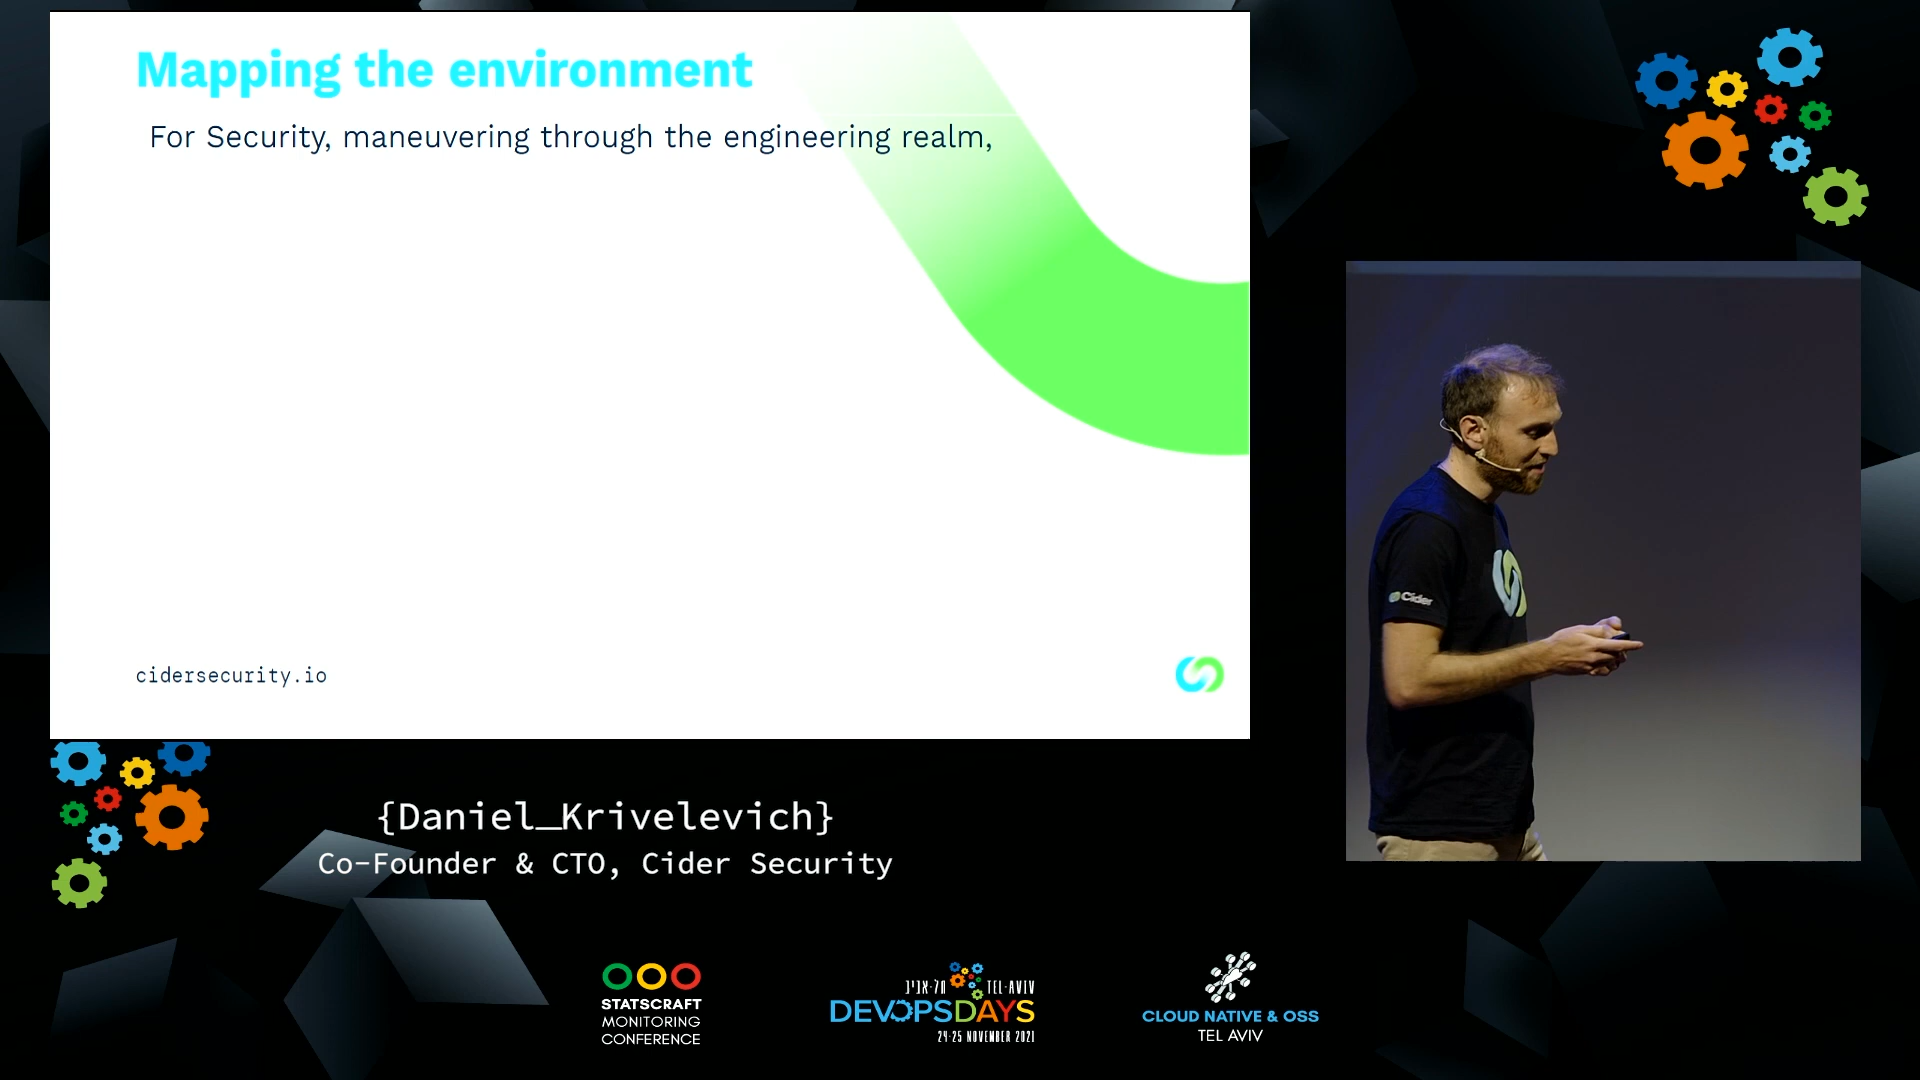 Mapping the environment
For Security, maneuvering through the engineering realm,
cidersecurity.io
Cider
{Daniel_Krivelevich}
Co-Founder & CTO, Cider Security
STATSCRAFT
MONITORING
CONFERENCE
תל-אביב TEL-AVIV
DEVOPSDAYS
24-25 NOVEMBER 2021
CLOUD NATIVE & OSS
TEL AVIV